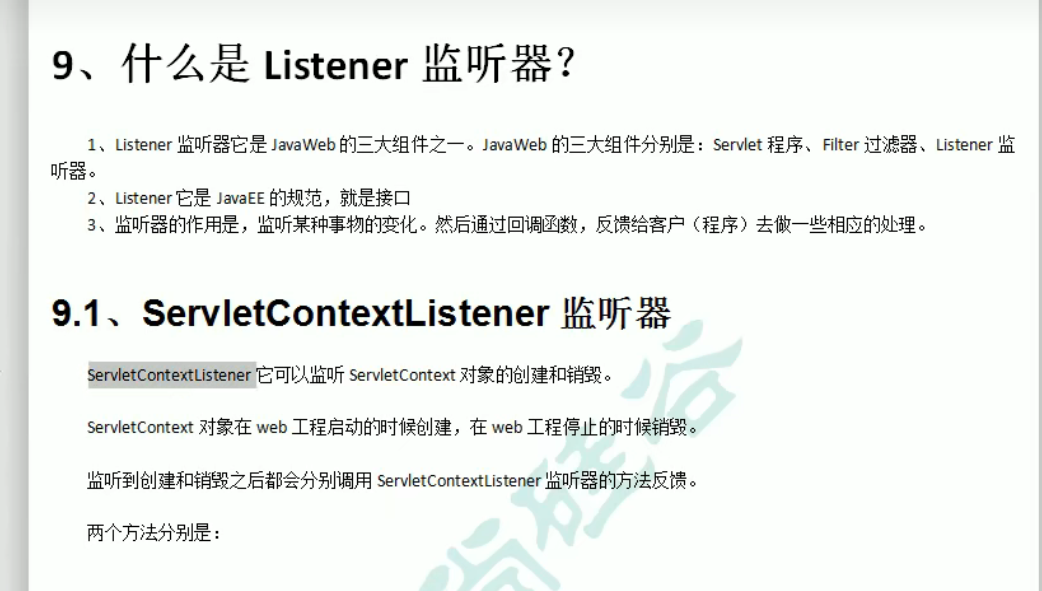 9、什么是 Listener 监听器？
1、Listener 监听器它是 JavaWeb 的三大组件之一。JavaWeb 的三大组件分别是：Servlet 程序、Filter 过滤器、Listener 监
听器。
2、Listener 它是 JavaEE 的规范，就是接口
3、监听器的作用是，监听某种事物的变化。然后通过回调函数，反馈给客户（程序）去做一些相应的处理。
9.1、ServletContextListener 监听器
ServletContextListener 它可以监听 ServletContext 对象的创建和销毁。
ServletContext 对象在 web 工程启动的时候创建，在 web 工程停止的时候销毁。
监听到创建和销毁之后都会分别调用 ServletContextListener 监听器的方法反馈。
两个方法分别是：
尚硅谷